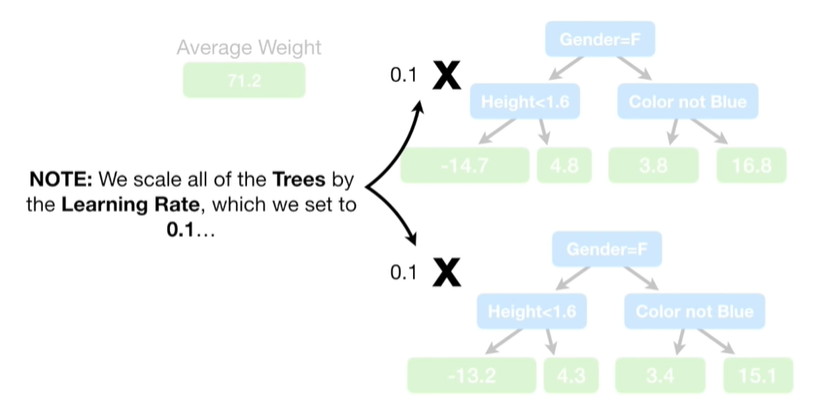 Average Weight
71.2
0.1 X
Gender=F
Height<1.6
Color not Blue
-14.7
4.8
3.8
16.8
NOTE: We scale all of the Trees by
the Learning Rate, which we set to
0.1...
0.1 X
Gender=F
Height<1.6
Color not Blue
-13.2
4.3
3.4
15.1